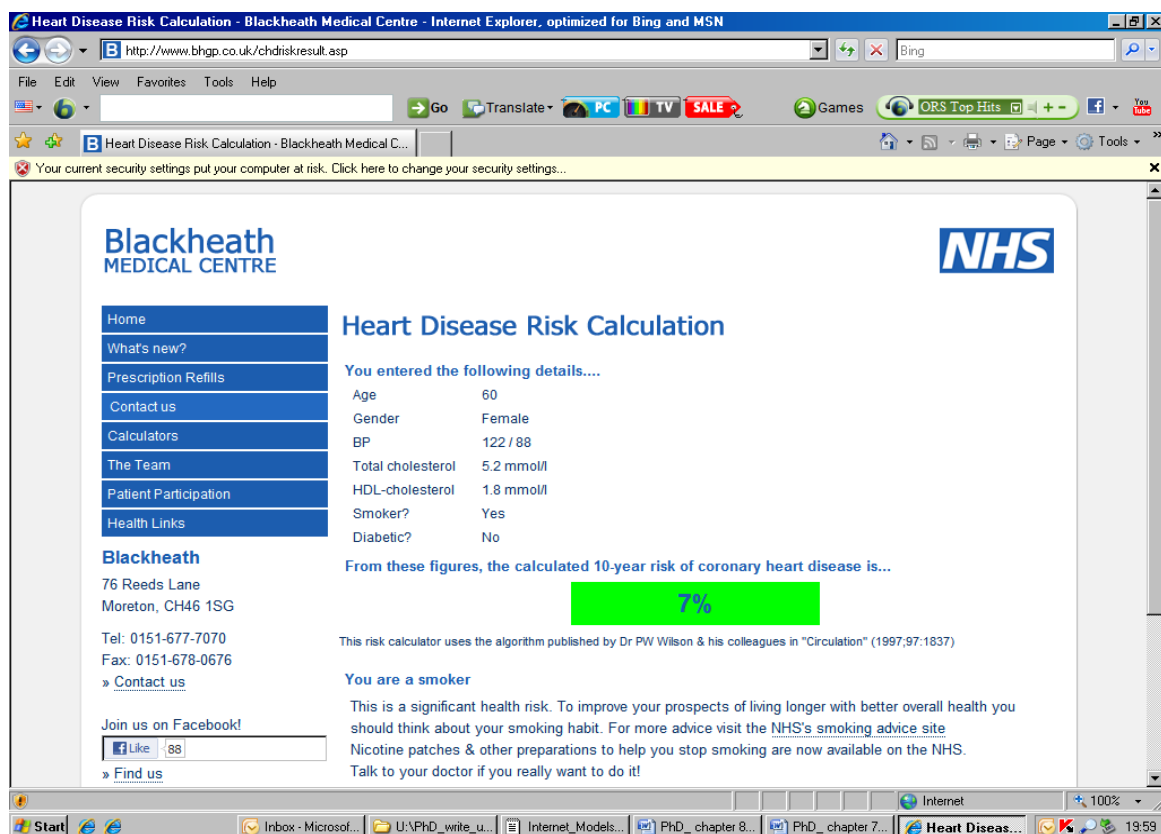 Heart Disease Risk Calculation - Blackheath Medical Centre - Internet Explorer, optimized for Bing and MSN
http://www.bhgp.co.uk/chdriskresult.asp
Bing
File Edit View Favorites Tools Help
Go Translate PC TV SALE Games ORS Top Hits You Tube
Heart Disease Risk Calculation - Blackheath Medical C...
Page Tools
Your current security settings put your computer at risk. Click here to change your security settings...
Blackheath
MEDICAL CENTRE
NHS
Home
What's new?
Prescription Refills
Contact us
Calculators
The Team
Patient Participation
Health Links
Blackheath
76 Reeds Lane
Moreton, CH46 1SG
Tel: 0151-677-7070
Fax: 0151-678-0676
» Contact us
Join us on Facebook!
Like 88
» Find us
Heart Disease Risk Calculation
You entered the following details....
Age 60
Gender Female
BP 122 / 88
Total cholesterol 5.2 mmol/l
HDL-cholesterol 1.8 mmol/l
Smoker? Yes
Diabetic? No
From these figures, the calculated 10-year risk of coronary heart disease is...
7%
This risk calculator uses the algorithm published by Dr PW Wilson & his colleagues in "Circulation" (1997;97:1837)
You are a smoker
This is a significant health risk. To improve your prospects of living longer with better overall health you
should think about your smoking habit. For more advice visit the NHS's smoking advice site
Nicotine patches & other preparations to help you stop smoking are now available on the NHS.
Talk to your doctor if you really want to do it!
Internet 100%
Start Inbox - Microsof... U:\PhD_write_u... Internet_Models... PhD_ chapter 8... PhD_ chapter 7... Heart Diseas... 19:59